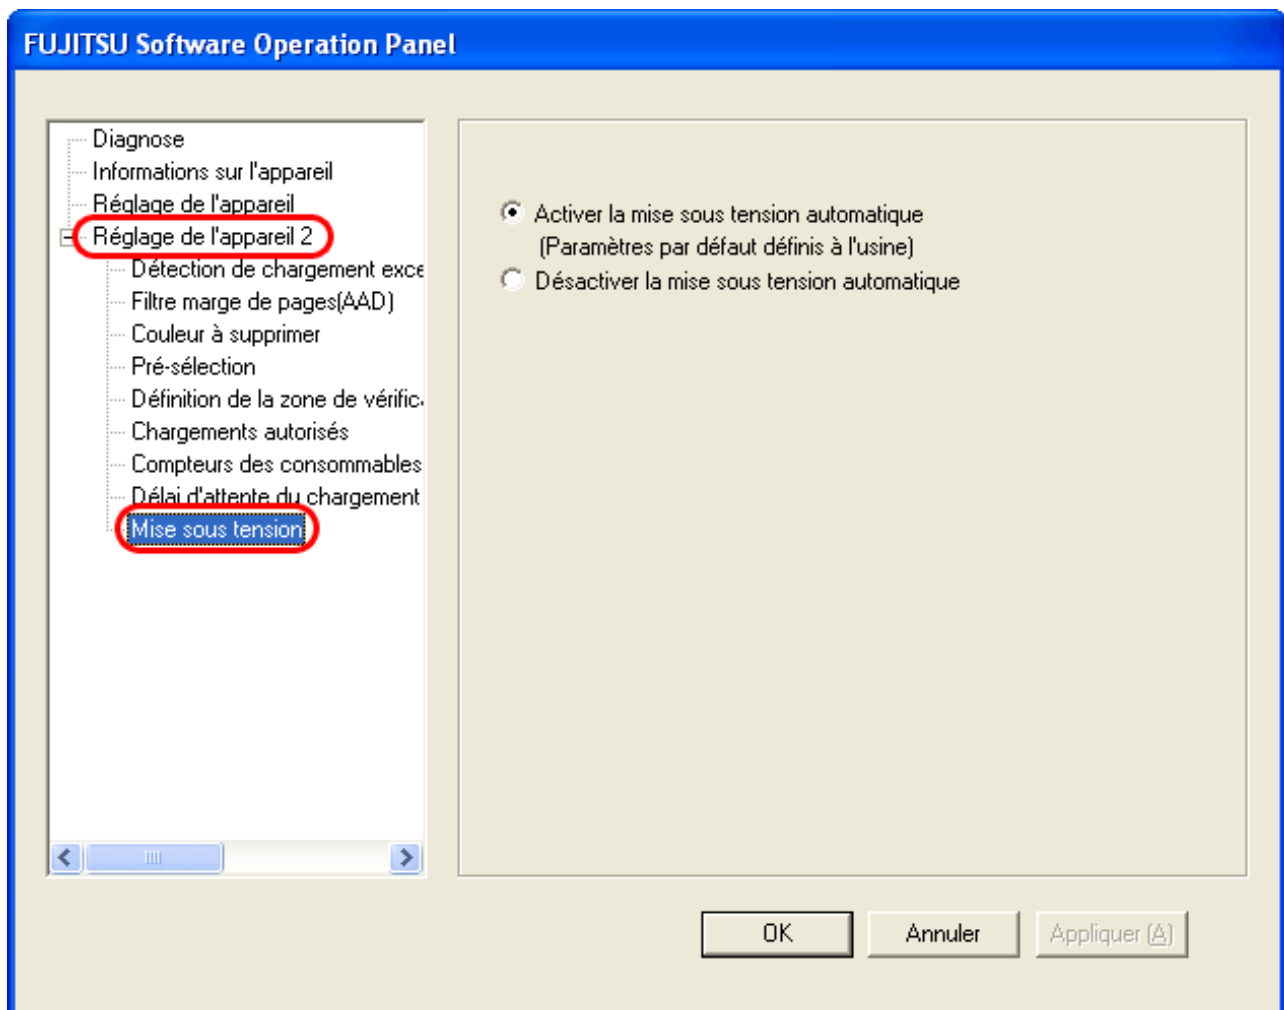 FUJITSU Software Operation Panel
Diagnose
Informations sur l'appareil
Réglage de l'appareil
Réglage de l'appareil 2
Détection de chargement exce
Filtre marge de pages(AAD)
Couleur à supprimer
Pré-sélection
Définition de la zone de vérific
Chargements autorisés
Compteurs des consommables
Délai d'attente du chargement
Mise sous tension
Activer la mise sous tension automatique
(Paramètres par défaut définis à l'usine)
Désactiver la mise sous tension automatique
OK
Annuler
Appliquer (A)